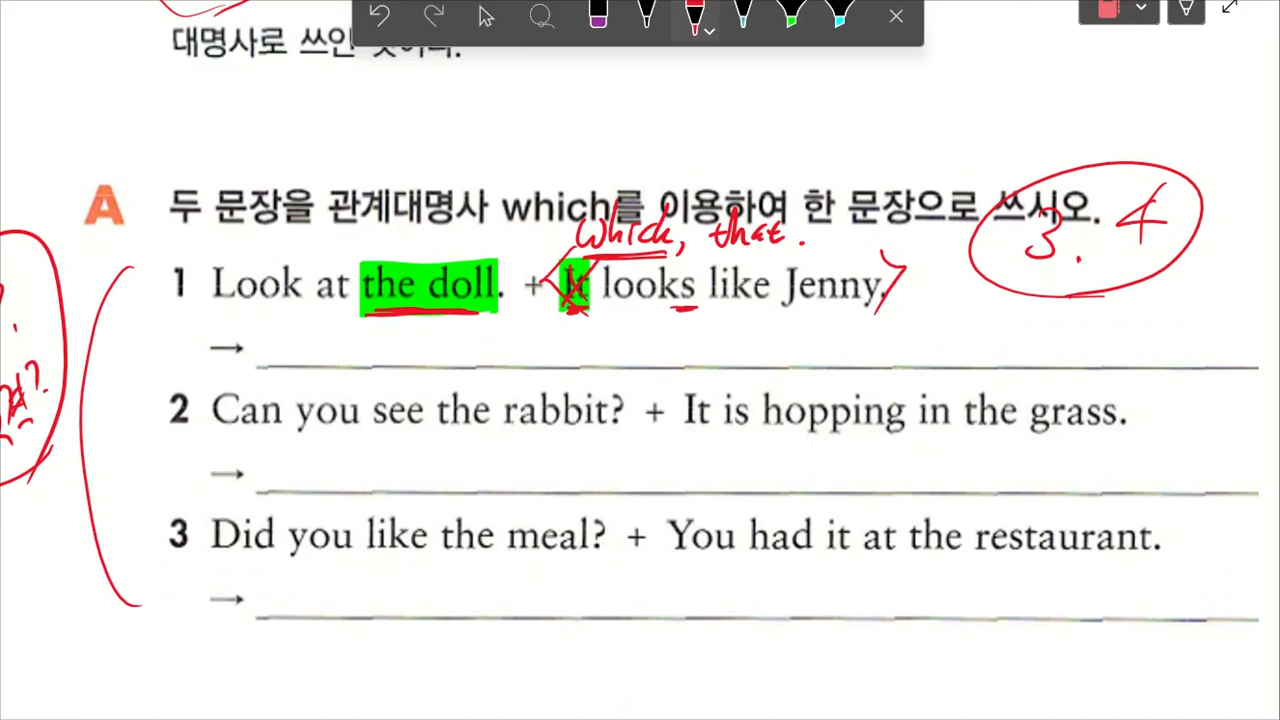 대명사로 쓰인 것이다.
A 두 문장을 관계대명사 which를 이용하여 한 문장으로 쓰시오.
3. 4
which, that.
1 Look at the doll. + It looks like Jenny.
→
2 Can you see the rabbit? + It is hopping in the grass.
→
3 Did you like the meal? + You had it at the restaurant.
→